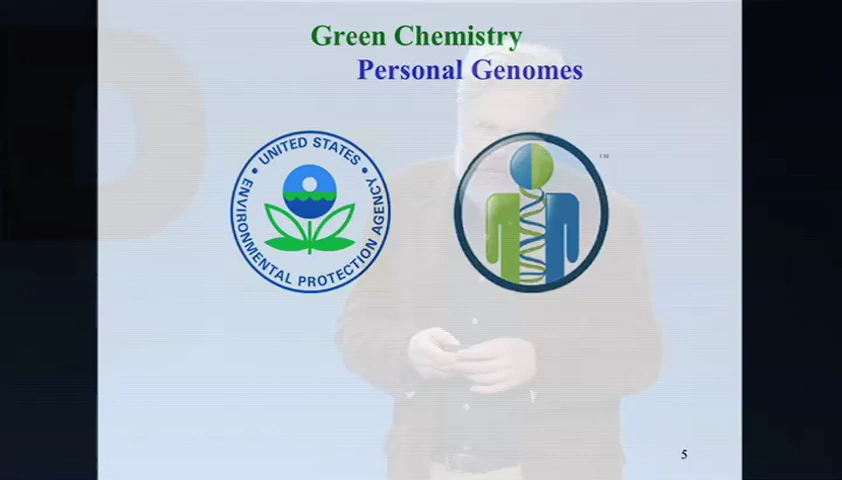 Green Chemistry
Personal Genomes
UNITED STATES
ENVIRONMENTAL PROTECTION AGENCY
TM
5